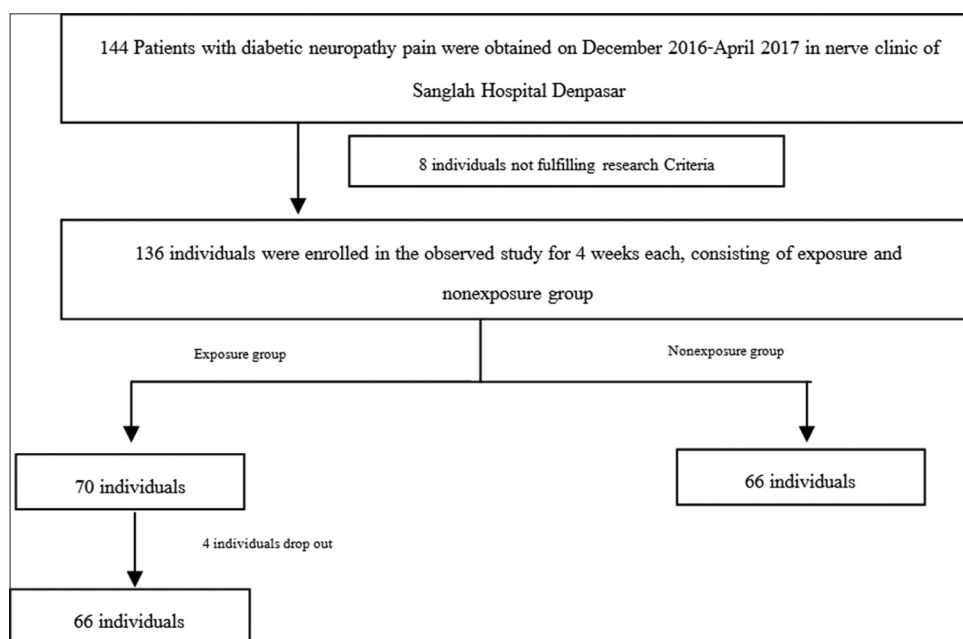 144 Patients with diabetic neuropathy pain were obtained on December 2016-April 2017 in nerve clinic of
Sanglah Hospital Denpasar
8 individuals not fulfilling research Criteria
136 individuals were enrolled in the observed study for 4 weeks each, consisting of exposure and
nonexposure group
Exposure group
Nonexposure group
70 individuals
66 individuals
4 individuals drop out
66 individuals